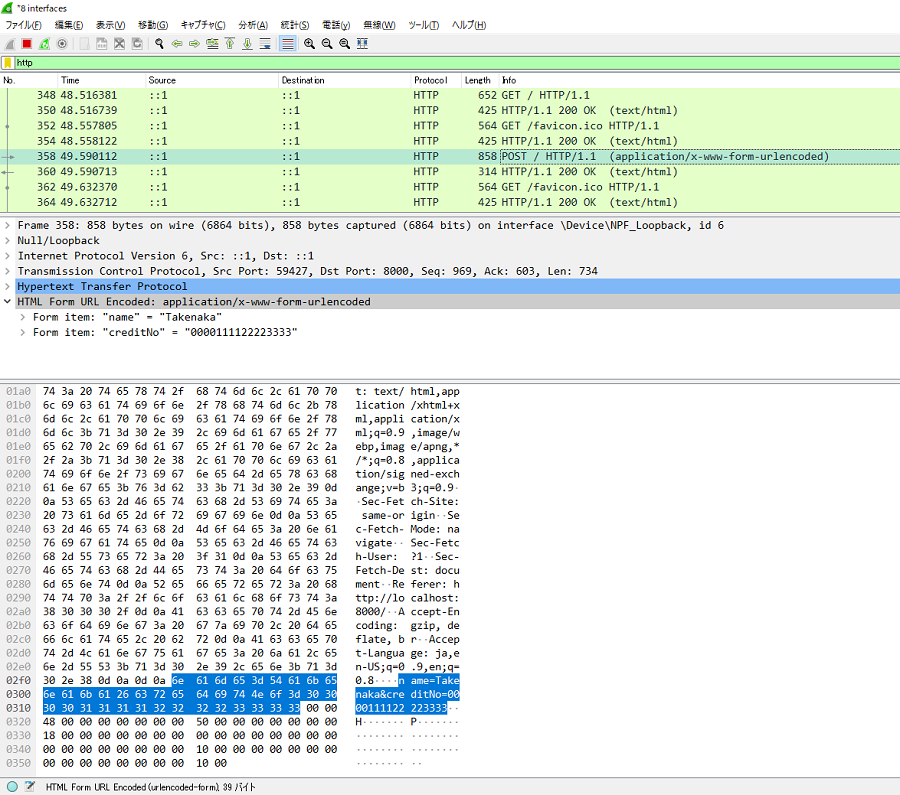 *8 interfaces
ファイル(F) 編集(E) 表示(V) 移動(G) キャプチャ(C) 分析(A) 統計(S) 電話(y) 無線(W) ツール(T) ヘルプ(H)
http
No. Time Source Destination Protocol Length Info
348 48.516381 ::1 ::1 HTTP 652 GET / HTTP/1.1
350 48.516739 ::1 ::1 HTTP 425 HTTP/1.1 200 OK (text/html)
352 48.557805 ::1 ::1 HTTP 564 GET /favicon.ico HTTP/1.1
354 48.558122 ::1 ::1 HTTP 425 HTTP/1.1 200 OK (text/html)
358 49.590112 ::1 ::1 HTTP 858 POST / HTTP/1.1 (application/x-www-form-urlencoded)
360 49.590713 ::1 ::1 HTTP 314 HTTP/1.1 200 OK (text/html)
362 49.632370 ::1 ::1 HTTP 564 GET /favicon.ico HTTP/1.1
364 49.632712 ::1 ::1 HTTP 425 HTTP/1.1 200 OK (text/html)
Frame 358: 858 bytes on wire (6864 bits), 858 bytes captured (6864 bits) on interface \Device\NPF_Loopback, id 6
Null/Loopback
Internet Protocol Version 6, Src: ::1, Dst: ::1
Transmission Control Protocol, Src Port: 59427, Dst Port: 8000, Seq: 969, Ack: 603, Len: 734
Hypertext Transfer Protocol
HTML Form URL Encoded: application/x-www-form-urlencoded
Form item: "name" = "Takenaka"
Form item: "creditNo" = "0000111122223333"
01a0 74 3a 20 74 65 78 74 2f 68 74 6d 6c 2c 61 70 70 t: text/ html,app
01b0 6c 69 63 61 74 69 6f 6e 2f 78 68 74 6d 6c 2b 78 lication /xhtml+x
01c0 6d 6c 2c 61 70 70 6c 69 63 61 74 69 6f 6e 2f 78 ml,appli cation/x
01d0 6d 6c 3b 71 3d 30 2e 39 2c 69 6d 61 67 65 2f 77 ml;q=0.9 ,image/w
01e0 65 62 70 2c 69 6d 61 67 65 2f 61 70 6e 67 2c 2a ebp,imag e/apng,*
01f0 2f 2a 3b 71 3d 30 2e 38 2c 61 70 70 6c 69 63 61 /*;q=0.8 ,applica
0200 74 69 6f 6e 2f 73 69 67 6e 65 64 2d 65 78 63 68 tion/sig ned-exch
0210 61 6e 67 65 3b 76 3d 62 33 3b 71 3d 30 2e 39 0d ange;v=b 3;q=0.9·
0220 0a 53 65 63 2d 46 65 74 63 68 2d 53 69 74 65 3a ·Sec-Fet ch-Site:
0230 20 73 61 6d 65 2d 6f 72 69 67 69 6e 0d 0a 53 65 same-or igin··Se
0240 63 2d 46 65 74 63 68 2d 4d 6f 64 65 3a 20 6e 61 c-Fetch- Mode: na
0250 76 69 67 61 74 65 0d 0a 53 65 63 2d 46 65 74 63 vigate·· Sec-Fetc
0260 68 2d 55 73 65 72 3a 20 3f 31 0d 0a 53 65 63 2d h-User: ?1··Sec-
0270 46 65 74 63 68 2d 44 65 73 74 3a 20 64 6f 63 75 Fetch-De st: docu
0280 6d 65 6e 74 0d 0a 52 65 66 65 72 65 72 3a 20 68 ment··Re ferer: h
0290 74 74 70 3a 2f 2f 6c 6f 63 61 6c 68 6f 73 74 3a ttp://lo calhost:
02a0 38 30 30 30 2f 0d 0a 41 63 63 65 70 74 2d 45 6e 8000/··A ccept-En
02b0 63 6f 64 69 6e 67 3a 20 67 7a 69 70 2c 20 64 65 coding: gzip, de
02c0 66 6c 61 74 65 2c 20 62 72 0d 0a 41 63 63 65 70 flate, b r··Accep
02d0 74 2d 4c 61 6e 67 75 61 67 65 3a 20 6a 61 2c 65 t-Langua ge: ja,e
02e0 6e 2d 55 53 3b 71 3d 30 2e 39 2c 65 6e 3b 71 3d n-US;q=0 .9,en;q=
02f0 30 2e 38 0d 0a 0d 0a 6e 61 6d 65 3d 54 61 6b 65 0.8····n ame=Take
0300 6e 61 6b 61 26 63 72 65 64 69 74 4e 6f 3d 30 30 naka&cre ditNo=00
0310 30 30 31 31 31 31 32 32 32 32 33 33 33 33 00 00 00111122 223333··
0320 48 00 00 00 00 00 00 00 50 00 00 00 00 00 00 00 H······· P·······
0330 18 00 00 00 00 00 00 00 00 00 00 00 00 00 00 00 ········ ········
0340 00 00 00 00 00 00 00 00 10 00 00 00 00 00 00 00 ········ ········
0350 00 00 00 00 00 00 00 00 10 00 ········ ··
HTML Form URL Encoded (urlencoded-form), 39 バイト